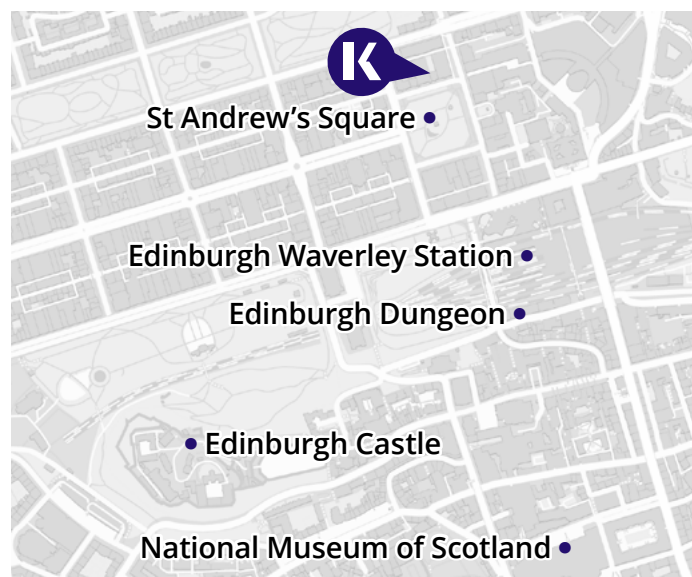 K
St Andrew’s Square
Edinburgh Waverley Station
Edinburgh Dungeon
Edinburgh Castle
National Museum of Scotland